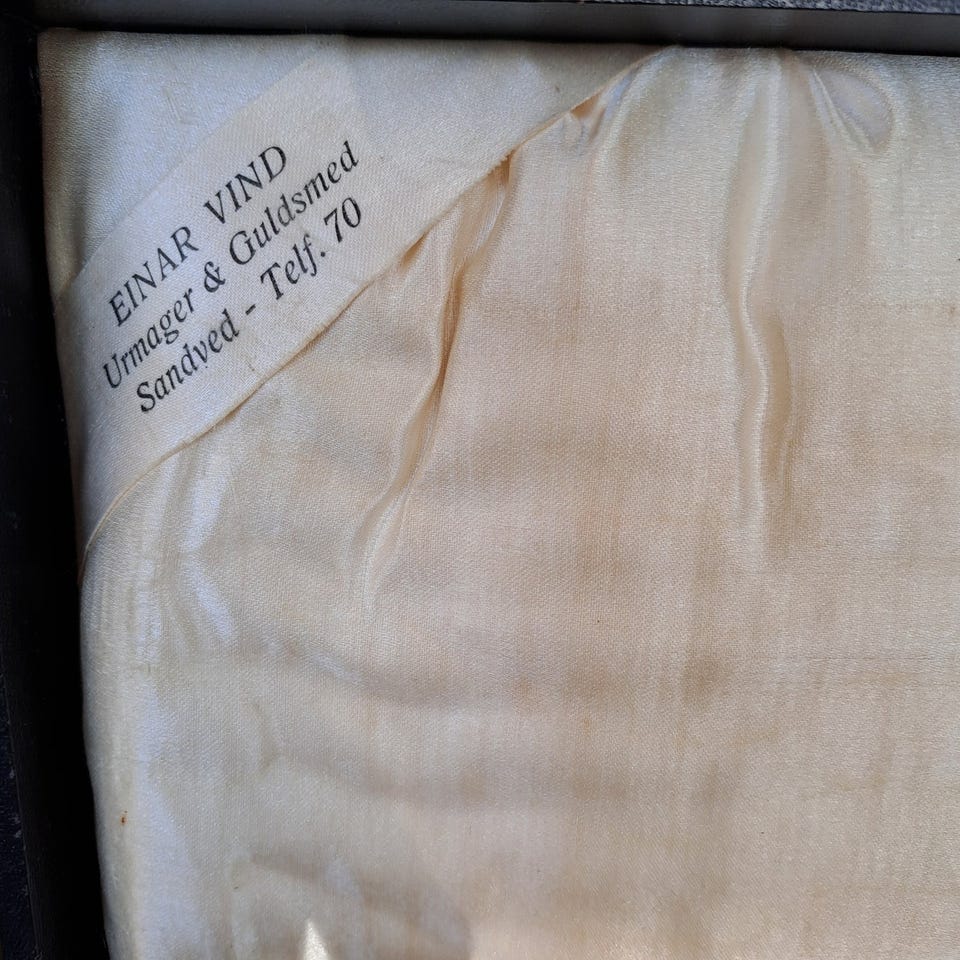 EINAR VIND
Urmager & Guldsmed
Sandved - Telf. 70